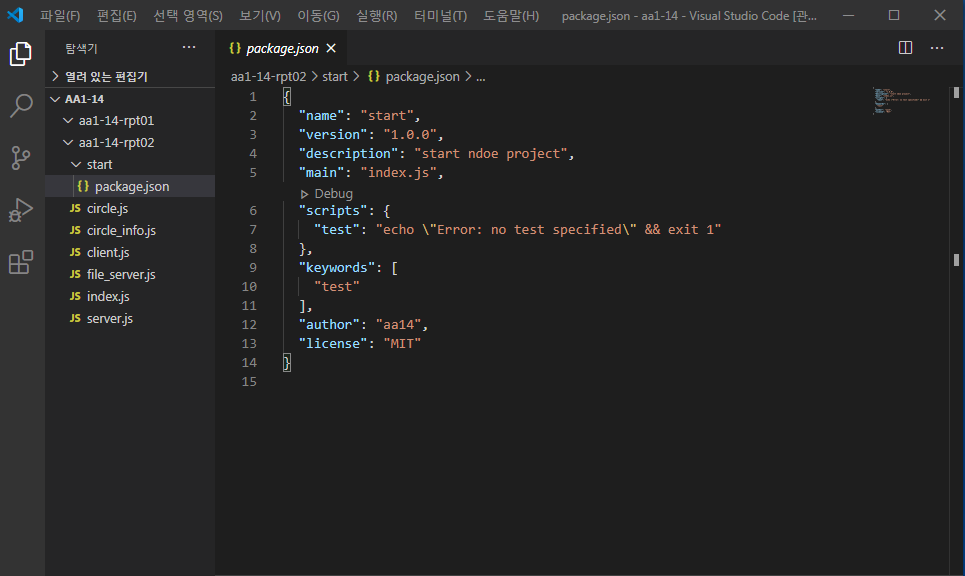 파일(F) 편집(E) 선택 영역(S) 보기(V) 이동(G) 실행(R) 터미널(T) 도움말(H) package.json - aa1-14 - Visual Studio Code [관...
탐색기 ...
열려 있는 편집기
AA1-14
aa1-14-rpt01
aa1-14-rpt02
start
{} package.json
JS circle.js
JS circle_info.js
JS client.js
JS file_server.js
JS index.js
JS server.js
{} package.json ×
aa1-14-rpt02 > start > {} package.json > ...
1 {
2 "name": "start",
3 "version": "1.0.0",
4 "description": "start ndoe project",
5 "main": "index.js",
Debug
6 "scripts": {
7 "test": "echo \"Error: no test specified\" && exit 1"
8 },
9 "keywords": [
10 "test"
11 ],
12 "author": "aa14",
13 "license": "MIT"
14 }
15